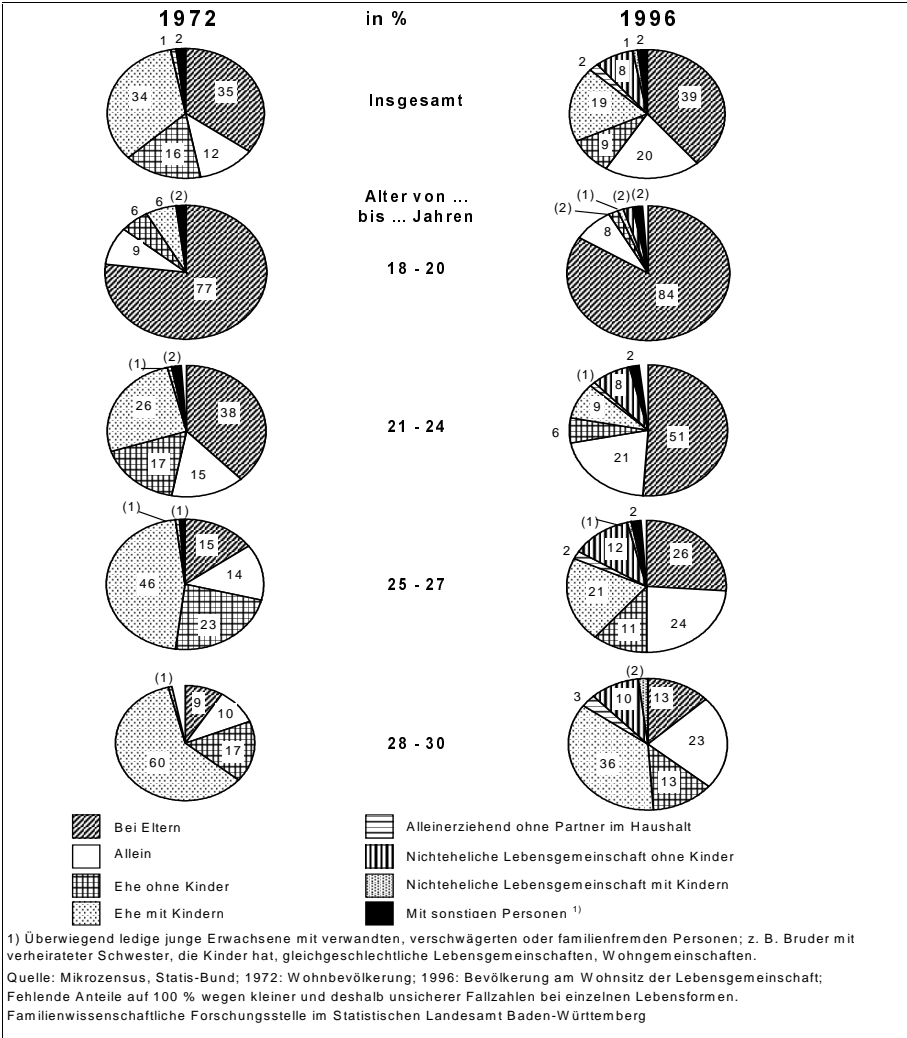 1972 in % 1996
1 2 1 2
2 8
34 35 Insgesamt 19 39
16 12 9 20
Alter von ...
bis ... Jahren
6 6 (2) (1) (2) (2)
(2)
9 8
77 18 - 20 84
(1) (2) 2
(1) 8
26 38 9
21 - 24 6 51
17 15 21
(1) (1) 2
(1)
15 2 12 26
46 14 25 - 27 21
23 11 24
(1) (2)
9 3 10 13
10 23
17 28 - 30
60 36 13
Bei Eltern Alleinerziehend ohne Partner im Haushalt
Allein Nichteheliche Lebensgemeinschaft ohne Kinder
Ehe ohne Kinder Nichteheliche Lebensgemeinschaft mit Kindern
Ehe mit Kindern Mit sonstigen Personen 1)
1) Überwiegend ledige junge Erwachsene mit verwandten, verschwägerten oder familienfremden Personen; z. B. Bruder mit
verheirateter Schwester, die Kinder hat, gleichgeschlechtliche Lebensgemeinschaften, Wohngemeinschaften.
Quelle: Mikrozensus, Statis-Bund; 1972: Wohnbevölkerung; 1996: Bevölkerung am Wohnsitz der Lebensgemeinschaft;
Fehlende Anteile auf 100 % wegen kleiner und deshalb unsicherer Fallzahlen bei einzelnen Lebensformen.
Familienwissenschaftliche Forschungsstelle im Statistischen Landesamt Baden-Württemberg